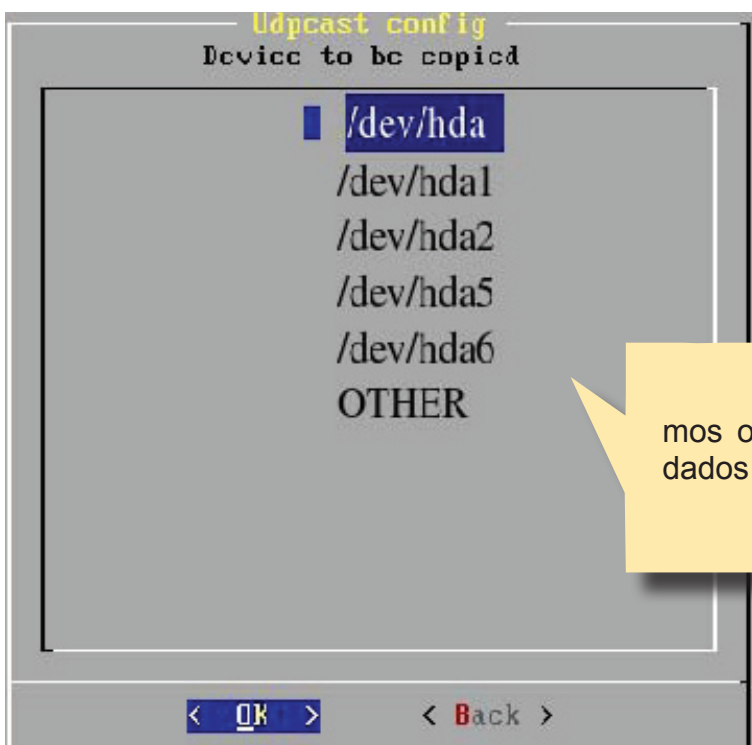 Udpcast config
Device to be copied
/dev/hda
/dev/hda1
/dev/hda2
/dev/hda5
/dev/hda6
OTHER
mos o
dados
< OK >
< Back >